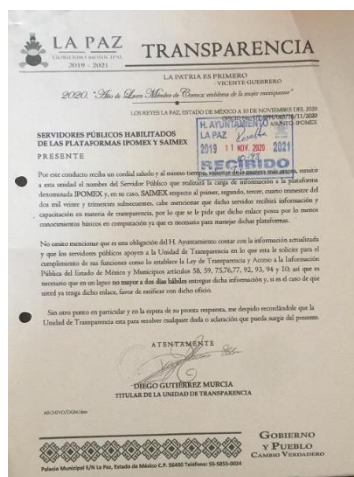 LA PAZ
GOBIERNO MUNICIPAL
2019 - 2021
TRANSPARENCIA
LA PATRIA ES PRIMERO
VICENTE GUERRERO
2020. "Año de Laura Méndez de Cuenca; emblema de la mujer mexiquense"
LOS REYES LA PAZ, ESTADO DE MÉXICO A 10 DE NOVIEMBRE DEL 2020
ASUNTO: IPOMEX
H. AYUNTAMIENTO
LA PAZ
2019 11 NOV. 2020 2021
RECIBIDO
SERVIDORES PÚBLICOS HABILITADOS
DE LAS PLATAFORMAS IPOMEX Y SAIMEX
PRESENTE
Por este conducto reciba un cordial saludo y al mismo tiempo, solicitar de la manera más atenta, remitir
a esta unidad el nombre del Servidor Público que realizará la carga de información a la plataforma
denominada IPOMEX y, en su caso, SAIMEX respecto al primer, segundo, tercer, cuarto trimestre del
dos mil veinte y trimestres subsecuentes, cabe mencionar que dicho servidor recibirá información y
capacitación en materia de transparencia, por lo que se le pide que dicho enlace posea por lo menos
conocimientos básicos en computación ya que es necesario para manejar dichas plataformas.
No omito mencionar que es una obligación del H. Ayuntamiento contar con la información actualizada
y que los servidores públicos apoyen a la Unidad de Transparencia en lo que esta le solicite para el
cumplimiento de sus funciones como lo establece la Ley de Transparencia y Acceso a la Información
Pública del Estado de México y Municipios artículos 58, 59, 75,76,77, 92, 93, 94 y 10; así que es
necesario que en un lapso no mayor a dos días hábiles entregue dicha información y, si es el caso de que
usted ya tenga dicho enlace, favor de ratificar con dicho oficio.
Sin otro punto en particular y en la espera de su pronta respuesta, me despido recordándole que la
Unidad de Transparencia esta para resolver cualquier duda o aclaración que pueda surgir del presente.
ATENTAMENTE
DIEGO GUTIÉRREZ MURCIA
TITULAR DE LA UNIDAD DE TRANSPARENCIA
GOBIERNO
Y PUEBLO
CAMBIO VERDADERO
Palacio Municipal S/N La Paz, Estado de México C.P. 56400 Teléfono: 55-5855-0024